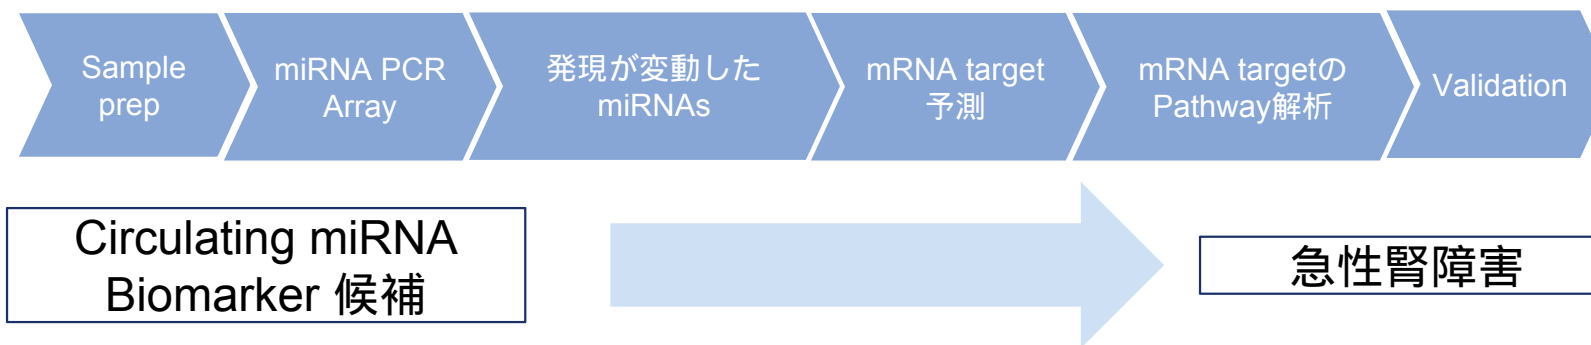 Sample
prep
miRNA PCR
Array
発現が変動した
miRNAs
mRNA target
予測
mRNA targetの
Pathway解析
Validation
Circulating miRNA
Biomarker 候補
急性腎障害